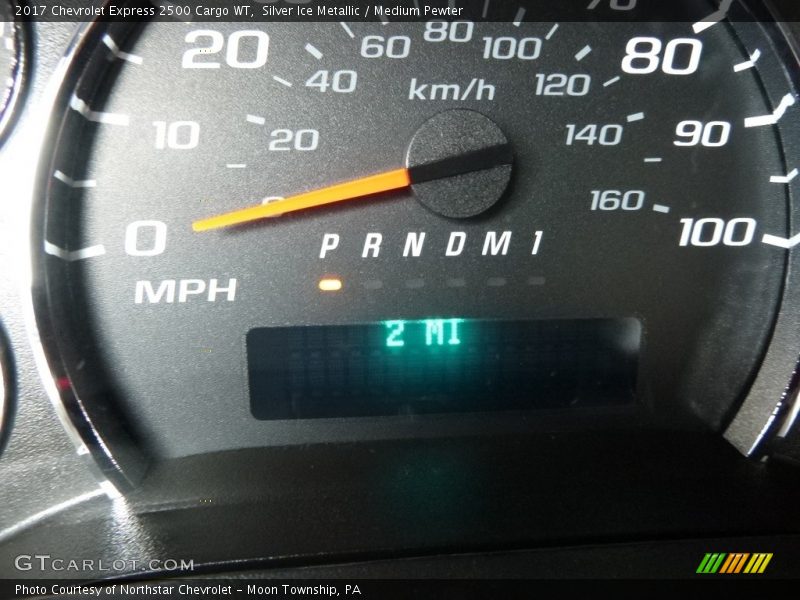 2017 Chevrolet Express 2500 Cargo WT, Silver Ice Metallic / Medium Pewter
20 60 80 100 80
40 km/h 120
10 20 140 90
0 0 160 100
P R N D M 1
MPH
2 MI
GTCARLOT.COM
Photo Courtesy of Northstar Chevrolet - Moon Township, PA